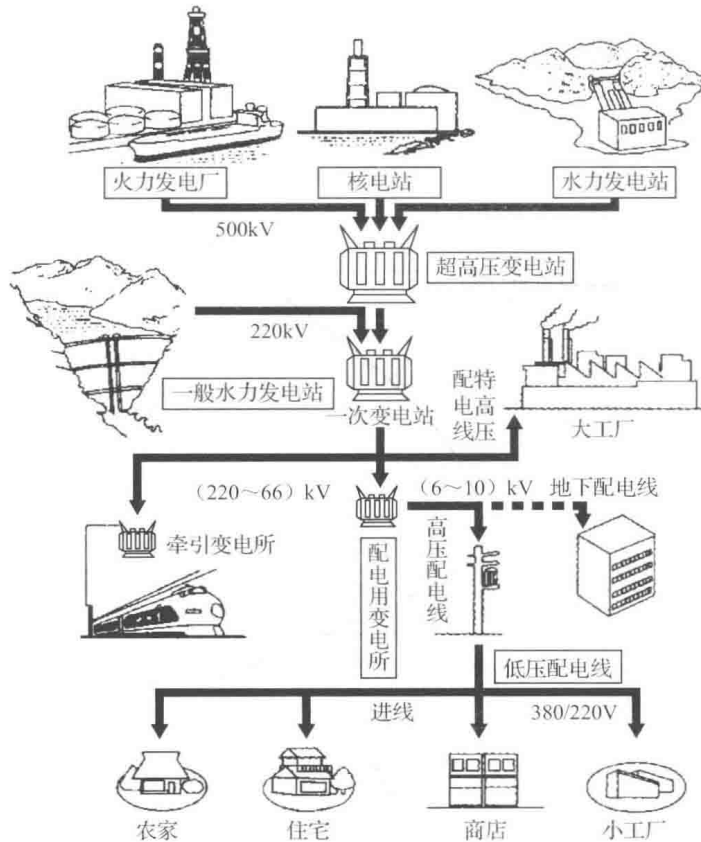 火力发电厂
核电站
水力发电站
500kV
超高压变电站
220kV
一般水力发电站
一次变电站
特高压
配电线
大工厂
(220～66)kV
(6～10)kV
地下配电线
牵引变电所
配电用变电所
高压配电线
低压配电线
进线
380/220V
农家
住宅
商店
小工厂